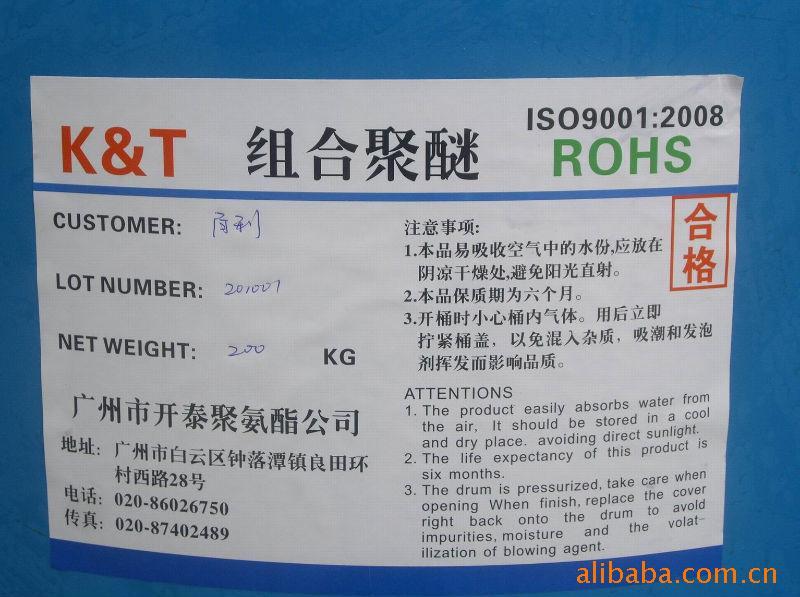 K&T 组合聚醚
ISO9001:2008
ROHS
CUSTOMER:
LOT NUMBER: 201007
NET WEIGHT: 200 KG
广州市开泰聚氨酯公司
地址: 广州市白云区钟落潭镇良田环
村西路28号
电话: 020-86026750
传真: 020-87402489
注意事项:
1.本品易吸收空气中的水份,应放在
阴凉干燥处,避免阳光直射。
2.本品保质期为六个月。
3.开桶时小心桶内气体。用后立即
拧紧桶盖，以免混入杂质，吸潮和发泡
剂挥发而影响品质。
合格
ATTENTIONS
1. The product easily absorbs water from
the air, It should be stored in a cool
and dry place. avoiding direct sunlight.
2. The life expectancy of this product is
six months.
3. The drum is pressurized, take care when
opening When finish, replace the cover
right back onto the drum to avoid
impurities, moisture and the volat-
ilization of blowing agent.
alibaba.com.cn